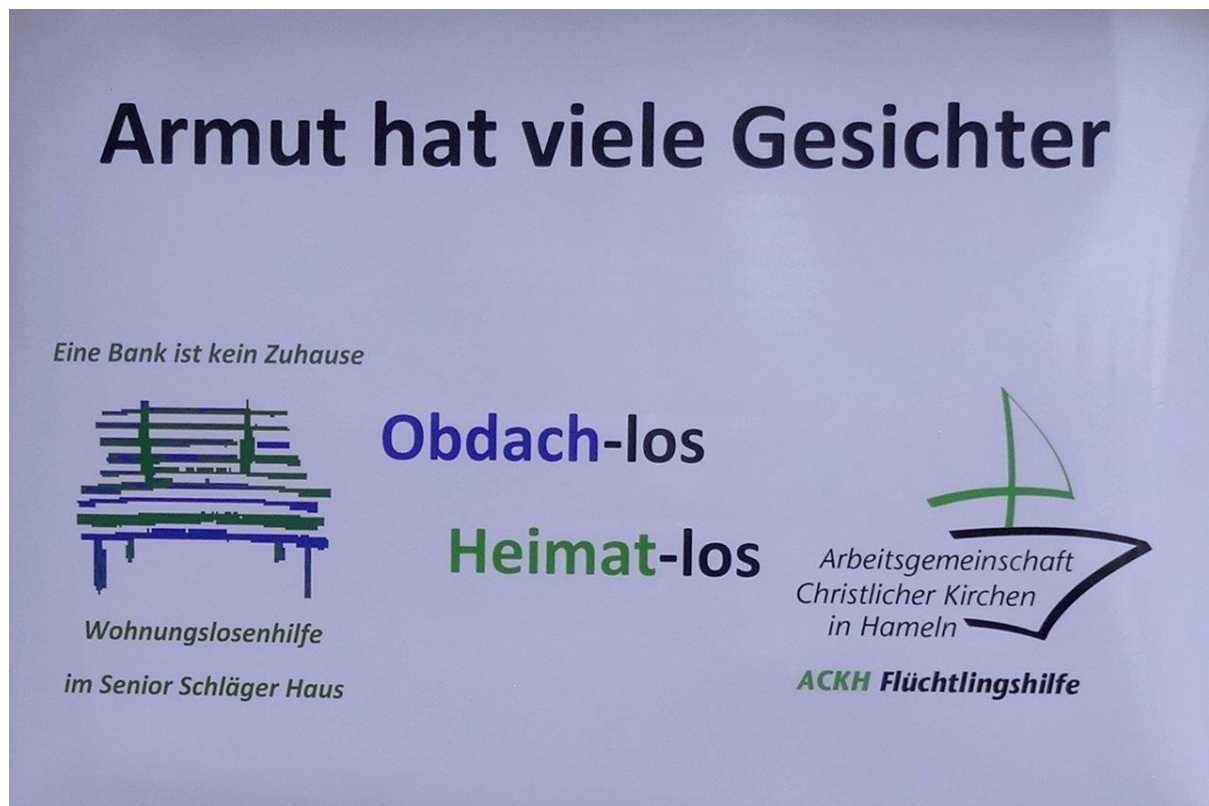 Armut hat viele Gesichter
Eine Bank ist kein Zuhause
Obdach-los
Heimat-los
Wohnungslosenhilfe
im Senior Schläger Haus
Arbeitsgemeinschaft
Christlicher Kirchen
in Hameln
ACKH Flüchtlingshilfe